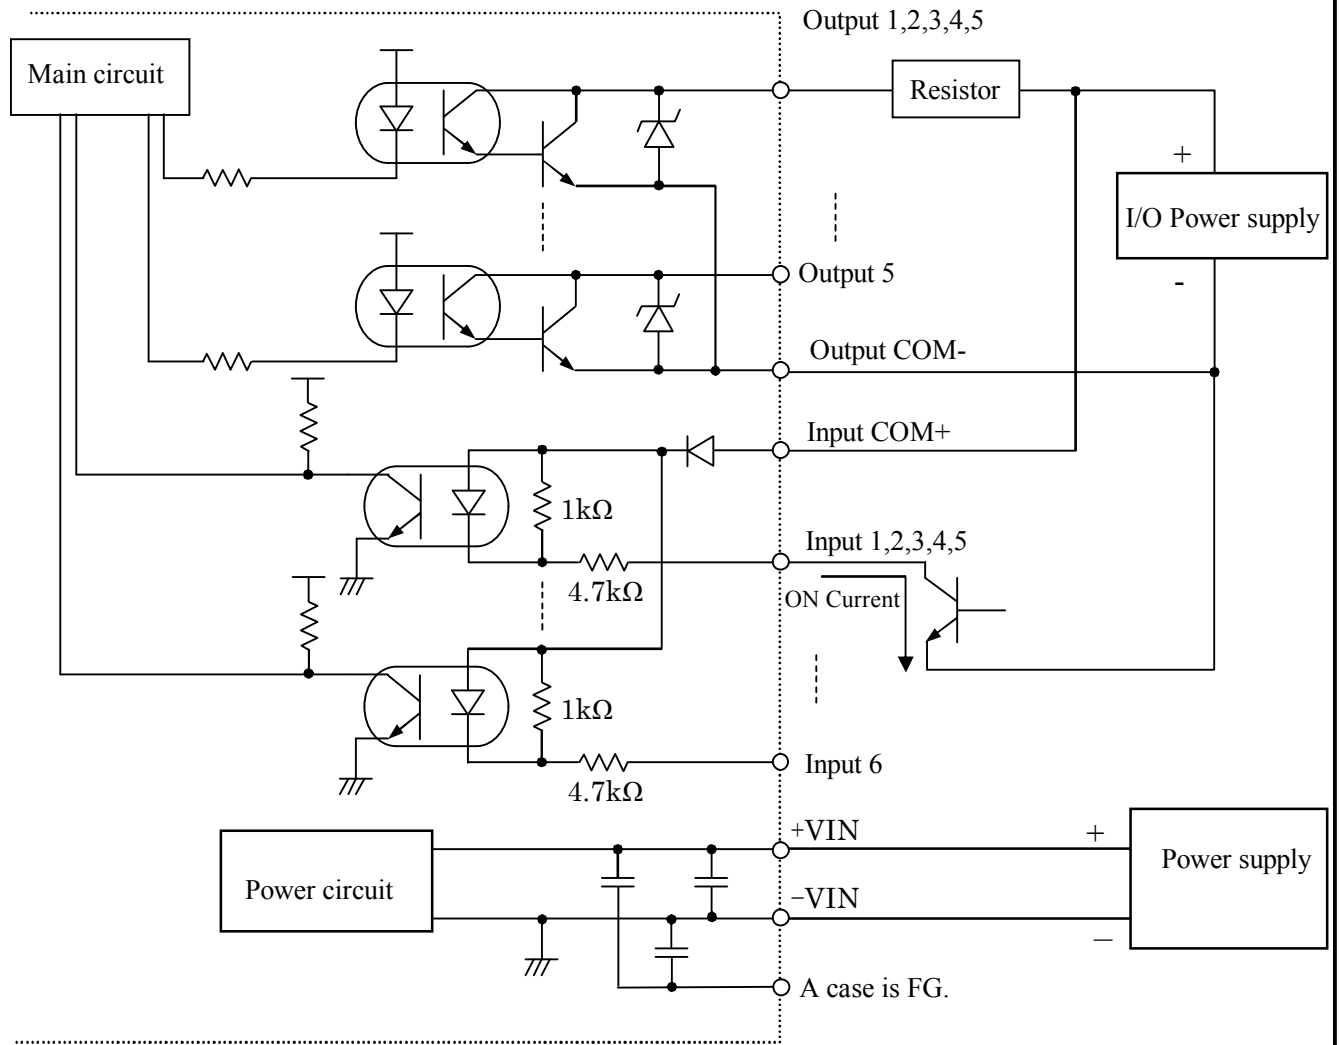 Output 1,2,3,4,5
Main circuit
Resistor
+
I/O Power supply
-
Output 5
Output COM-
Input COM+
1kΩ
Input 1,2,3,4,5
4.7kΩ
ON Current
1kΩ
Input 6
4.7kΩ
+VIN
+
Power supply
Power circuit
−VIN
−
A case is FG.